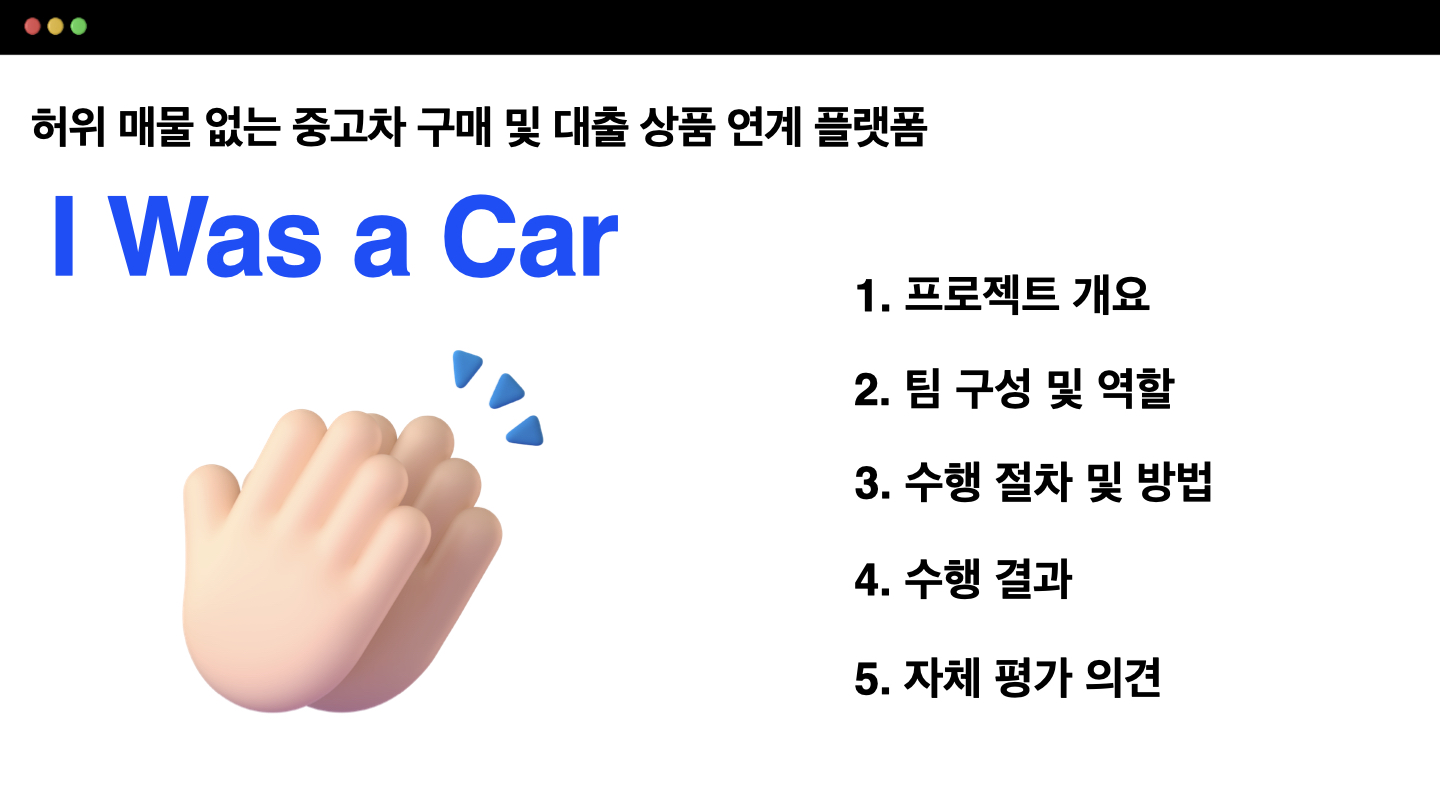 허위 매물 없는 중고차 구매 및 대출 상품 연계 플랫폼
I Was a Car
1. 프로젝트 개요
2. 팀 구성 및 역할
3. 수행 절차 및 방법
4. 수행 결과
5. 자체 평가 의견